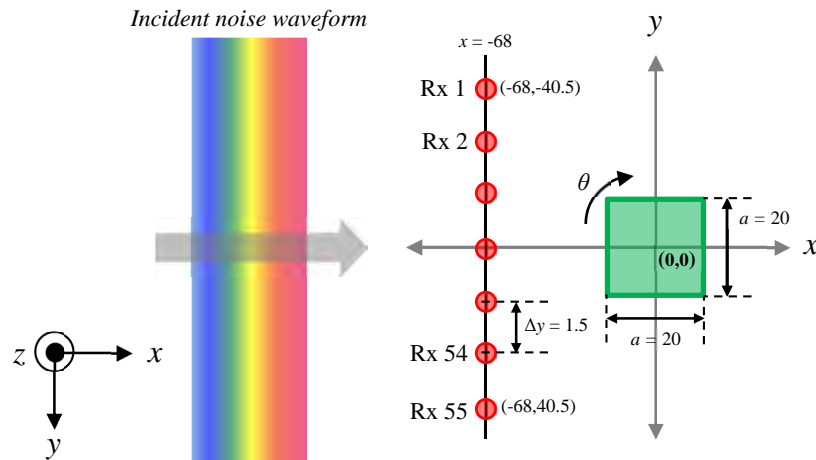 Incident noise waveform
x = -68
y
Rx 1
(-68,-40.5)
Rx 2
θ
a = 20
(0,0)
x
Δy = 1.5
a = 20
Rx 54
Rx 55
(-68,40.5)
z
x
y